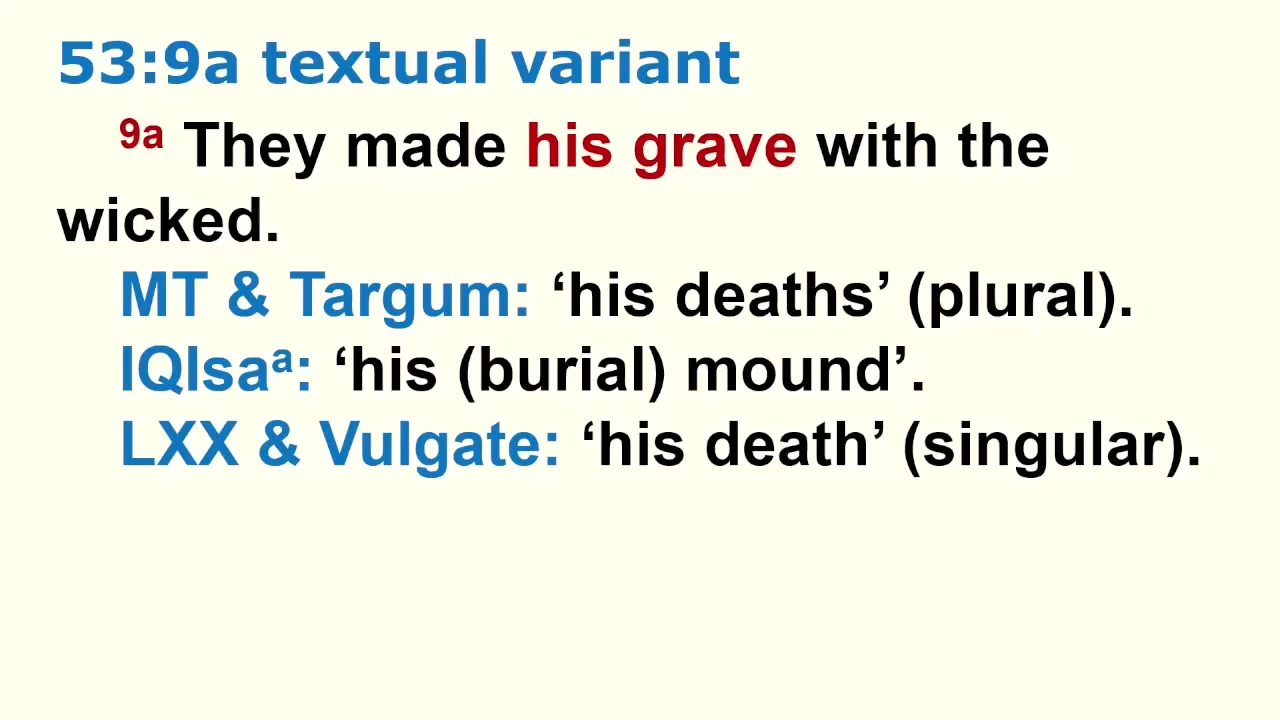 53:9a textual variant
9a They made his grave with the
wicked.
MT & Targum: ‘his deaths’ (plural).
IQIsaᵃ: ‘his (burial) mound’.
LXX & Vulgate: ‘his death’ (singular).